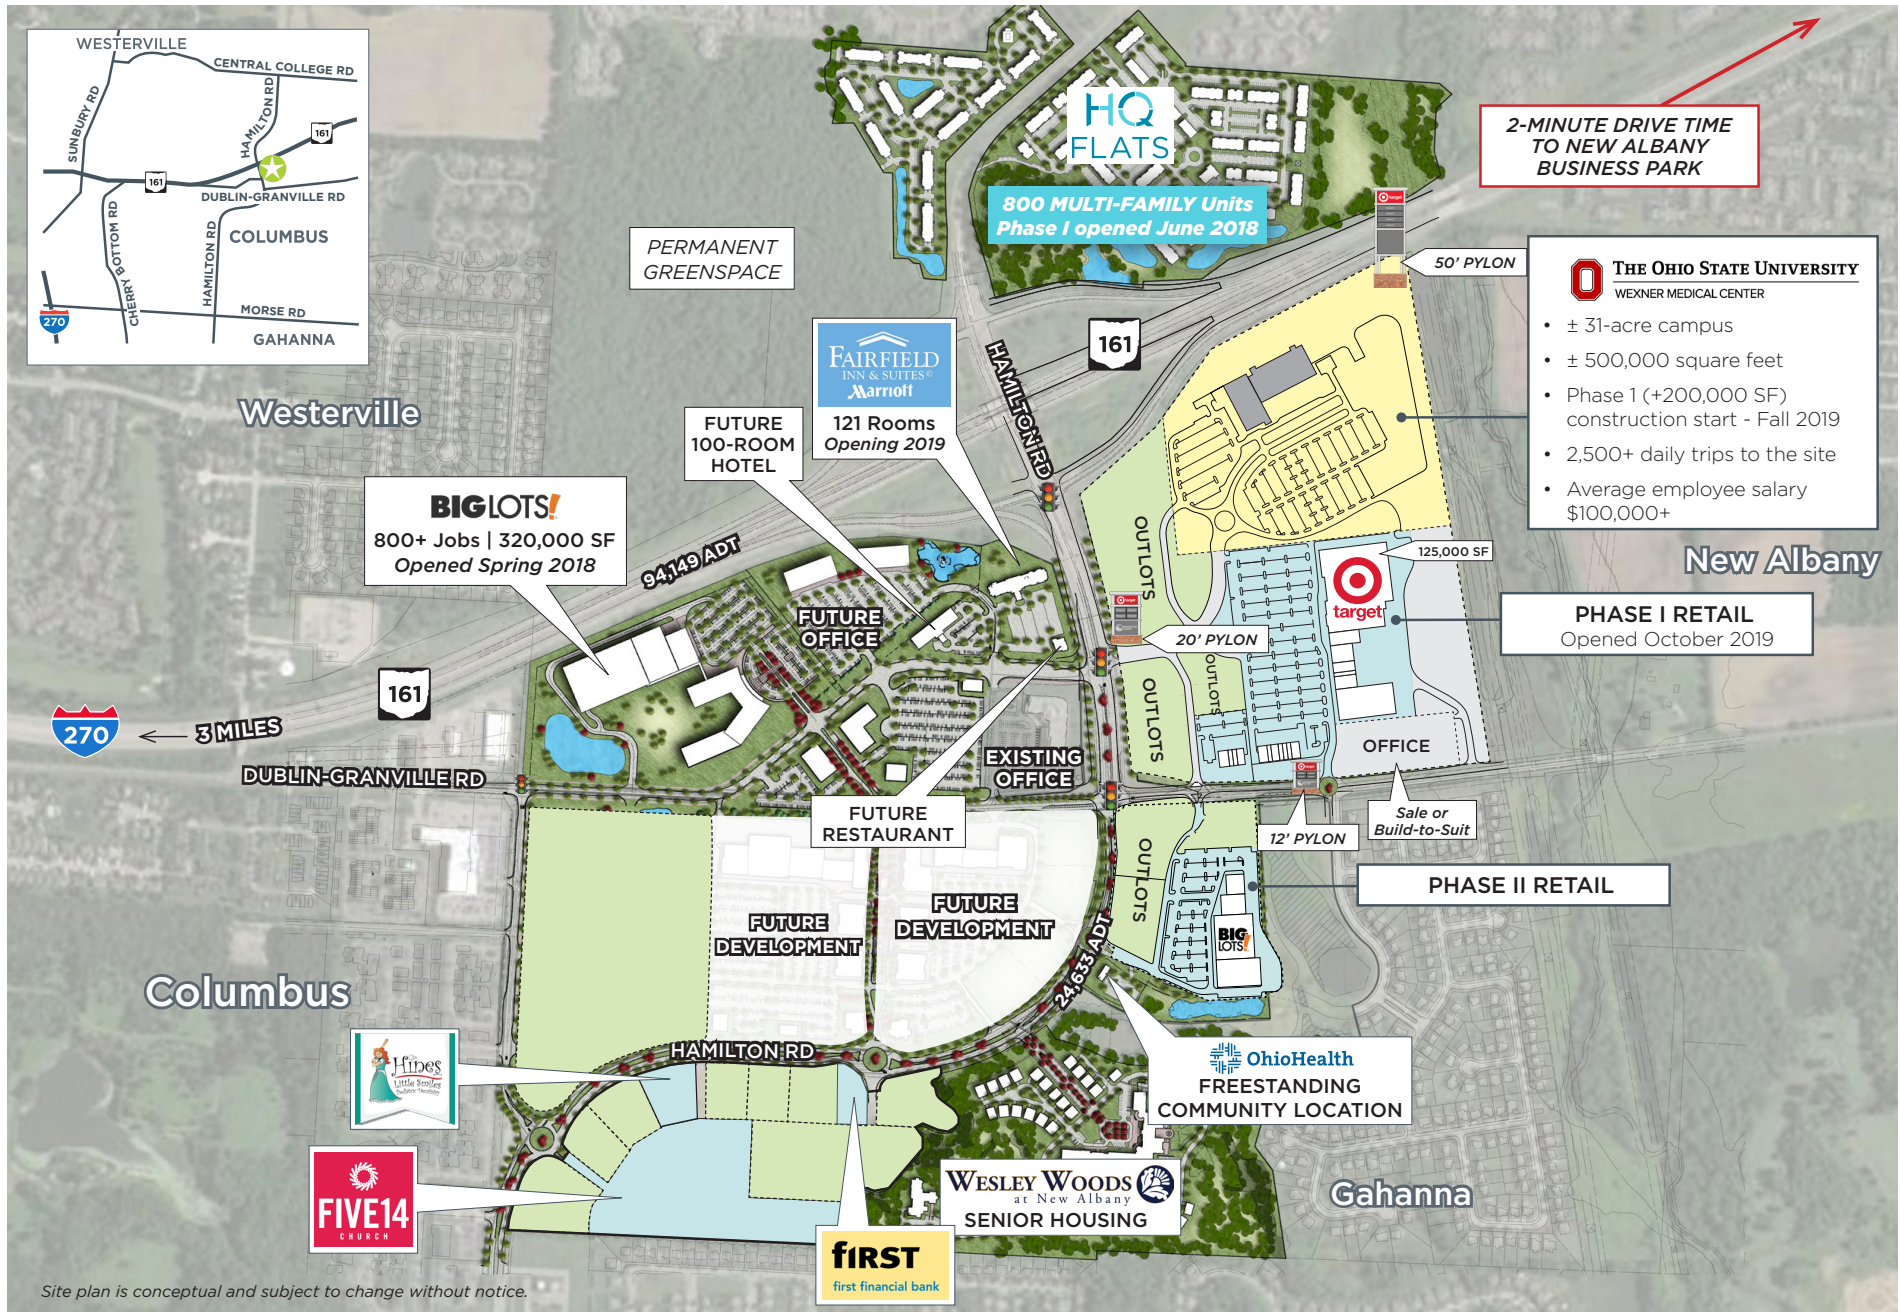 WESTERVILLE
CENTRAL COLLEGE RD
SUNBURY RD
HAMILTON RD
161
161
DUBLIN-GRANVILLE RD
CHERRY BOTTOM RD
HAMILTON RD
COLUMBUS
MORSE RD
270
GAHANNA
HQ
FLATS
800 MULTI-FAMILY Units
Phase I opened June 2018
2-MINUTE DRIVE TIME
TO NEW ALBANY
BUSINESS PARK
PERMANENT
GREENSPACE
target
50' PYLON
THE OHIO STATE UNIVERSITY
WEXNER MEDICAL CENTER
• ± 31-acre campus
• ± 500,000 square feet
• Phase 1 (+200,000 SF)
construction start - Fall 2019
• 2,500+ daily trips to the site
• Average employee salary
$100,000+
FAIRFIELD
INN & SUITES©
Marriott
121 Rooms
Opening 2019
HAMILTON RD
161
Westerville
FUTURE
100-ROOM
HOTEL
BIG LOTS!
800+ Jobs | 320,000 SF
Opened Spring 2018
94,149 ADT
OUTLOTS
125,000 SF
target
New Albany
PHASE I RETAIL
Opened October 2019
FUTURE
OFFICE
target
20' PYLON
OUTLOTS
OUTLOTS
161
270
3 MILES
DUBLIN-GRANVILLE RD
EXISTING
OFFICE
OFFICE
target
FUTURE
RESTAURANT
12' PYLON
Sale or
Build-to-Suit
OUTLOTS
PHASE II RETAIL
BIG
LOTS!
FUTURE
DEVELOPMENT
FUTURE
DEVELOPMENT
24,633 ADT
Columbus
HAMILTON RD
Hines
Little Smiles
Pediatric Dentistry
OhioHealth
FREESTANDING
COMMUNITY LOCATION
FIVE14
CHURCH
WESLEY WOODS
at New Albany
SENIOR HOUSING
Gahanna
first
first financial bank
Site plan is conceptual and subject to change without notice.